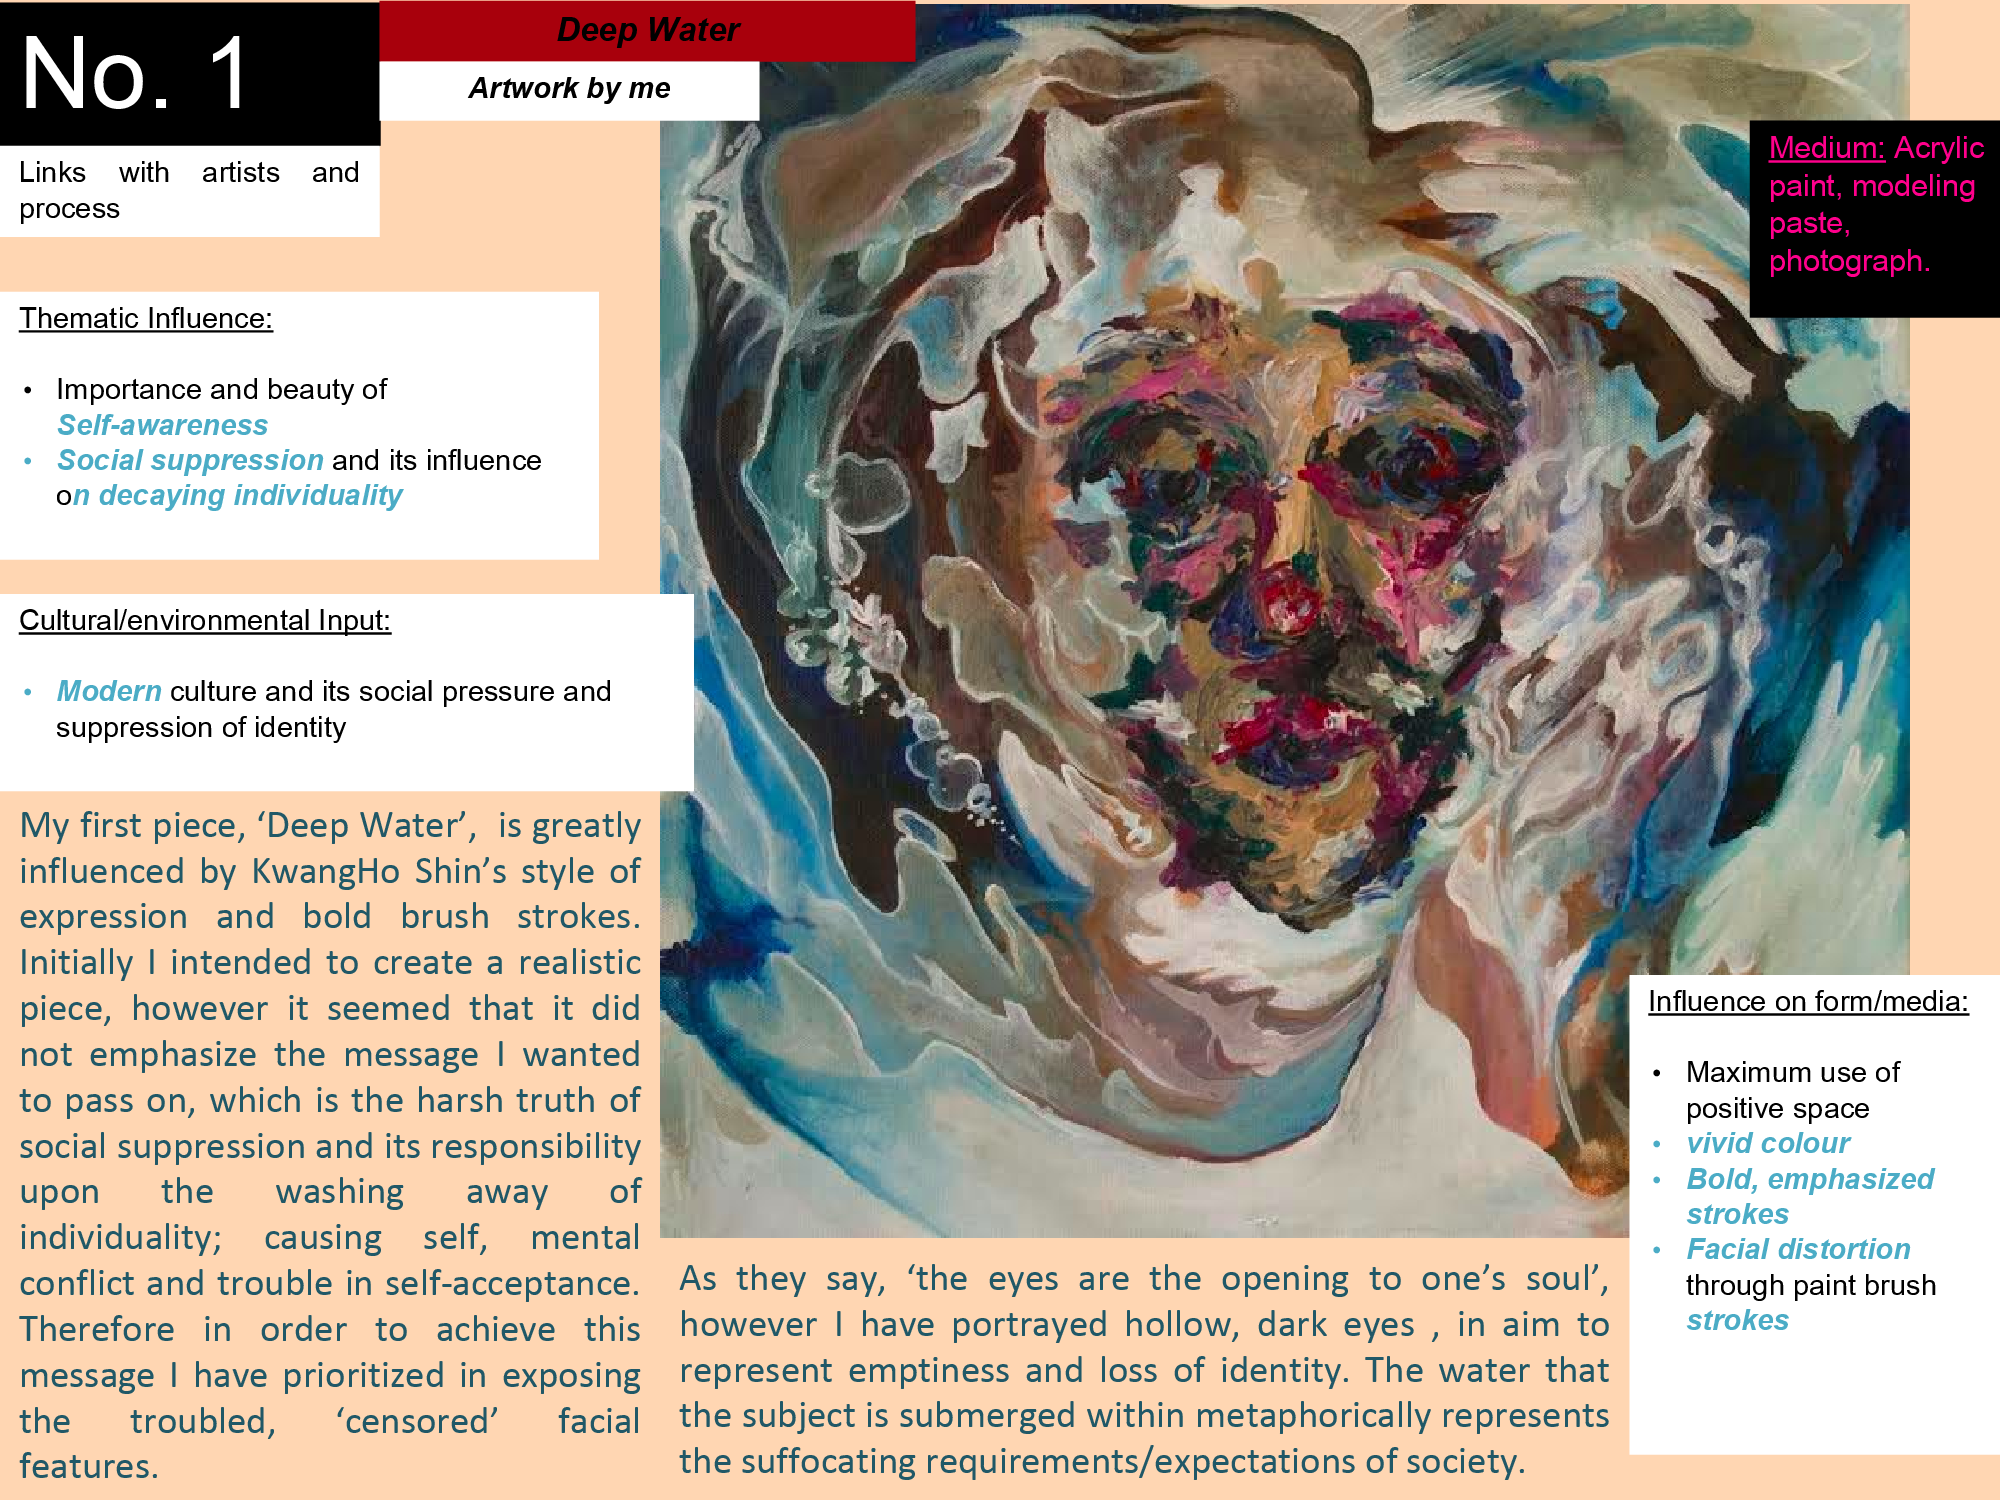 No. 1
Deep Water
Artwork by me
Links with artists and
process
Medium: Acrylic
paint, modeling
paste,
photograph.
Thematic Influence:
• Importance and beauty of
Self-awareness
• Social suppression and its influence
on decaying individuality
Cultural/environmental Input:
• Modern culture and its social pressure and
suppression of identity
My first piece, ‘Deep Water’, is greatly
influenced by KwangHo Shin’s style of
expression and bold brush strokes.
Initially I intended to create a realistic
piece, however it seemed that it did
not emphasize the message I wanted
to pass on, which is the harsh truth of
social suppression and its responsibility
upon the washing away of
individuality; causing self, mental
conflict and trouble in self-acceptance.
Therefore in order to achieve this
message I have prioritized in exposing
the troubled, ‘censored’ facial
features.
As they say, ‘the eyes are the opening to one’s soul’,
however I have portrayed hollow, dark eyes , in aim to
represent emptiness and loss of identity. The water that
the subject is submerged within metaphorically represents
the suffocating requirements/expectations of society.
Influence on form/media:
• Maximum use of
positive space
• vivid colour
• Bold, emphasized
strokes
• Facial distortion
through paint brush
strokes